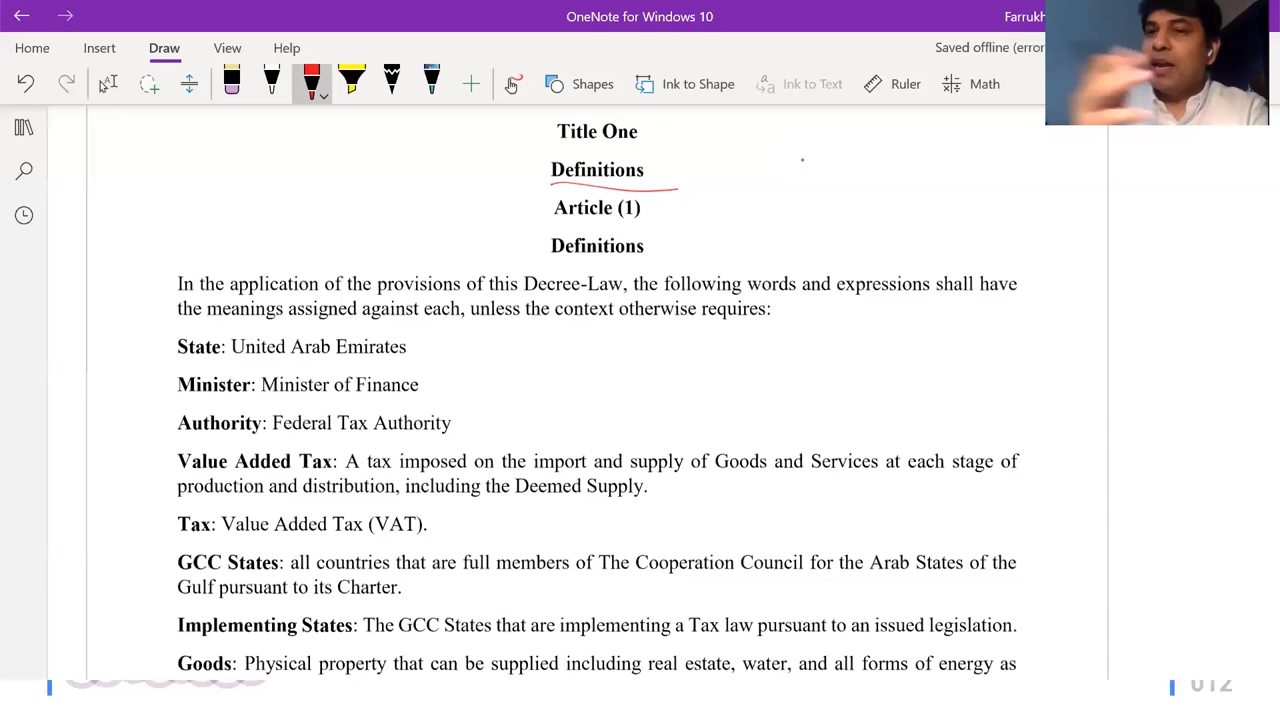 OneNote for Windows 10
Farrukh
Home Insert Draw View Help
Saved offline (error
Shapes Ink to Shape Ink to Text Ruler Math
Title One
Definitions
Article (1)
Definitions
In the application of the provisions of this Decree-Law, the following words and expressions shall have
the meanings assigned against each, unless the context otherwise requires:
State: United Arab Emirates
Minister: Minister of Finance
Authority: Federal Tax Authority
Value Added Tax: A tax imposed on the import and supply of Goods and Services at each stage of
production and distribution, including the Deemed Supply.
Tax: Value Added Tax (VAT).
GCC States: all countries that are full members of The Cooperation Council for the Arab States of the
Gulf pursuant to its Charter.
Implementing States: The GCC States that are implementing a Tax law pursuant to an issued legislation.
Goods: Physical property that can be supplied including real estate, water, and all forms of energy as
012